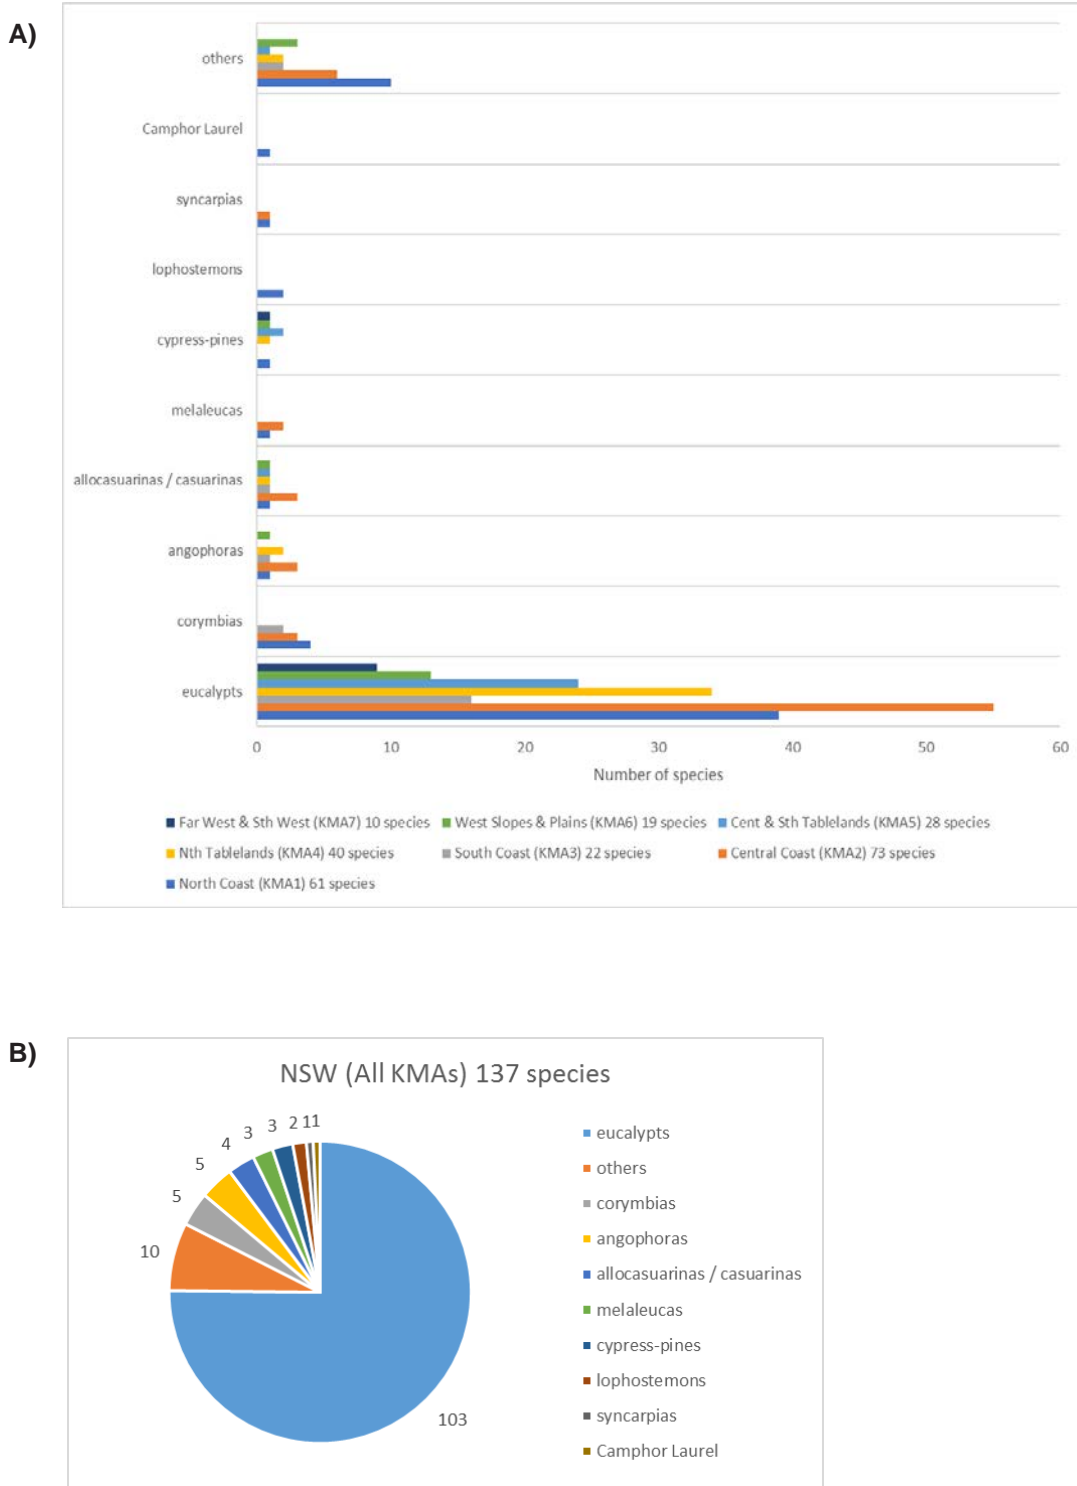 A)
others
Camphor Laurel
syncarpias
lophostemons
cypress-pines
melaleucas
allocasuarinas / casuarinas
angophoras
corymbias
eucalypts
0 10 20 30 40 50 60
Number of species
Far West & Sth West (KMA7) 10 species West Slopes & Plains (KMA6) 19 species Cent & Sth Tablelands (KMA5) 28 species
Nth Tablelands (KMA4) 40 species South Coast (KMA3) 22 species Central Coast (KMA2) 73 species
North Coast (KMA1) 61 species
B)
NSW (All KMAs) 137 species
10 5 5 4 3 3 2 1 1
103
eucalypts
others
corymbias
angophoras
allocasuarinas / casuarinas
melaleucas
cypress-pines
lophostemons
syncarpias
Camphor Laurel